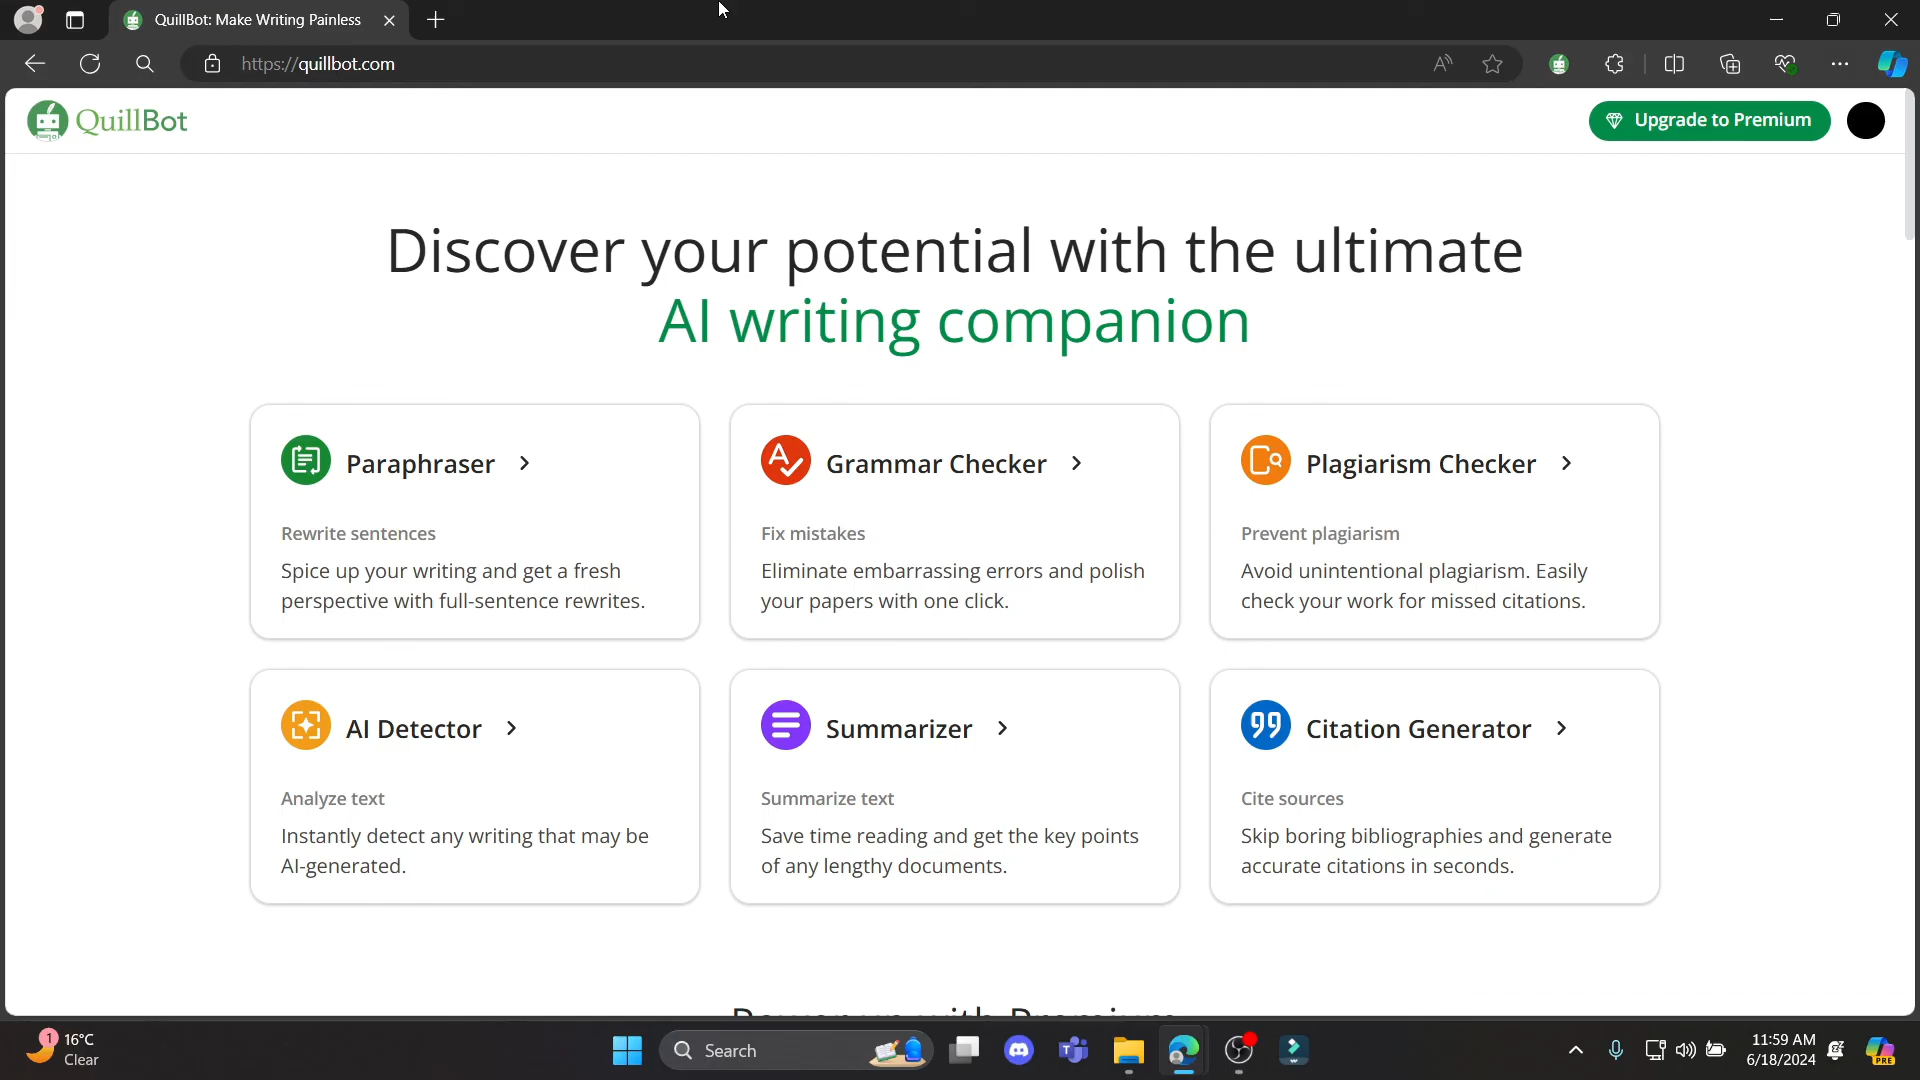 QuillBot: Make Writing Painless
https://quillbot.com
QuillBot
Upgrade to Premium
Discover your potential with the ultimate
AI writing companion
Paraphraser
Rewrite sentences
Spice up your writing and get a fresh
perspective with full-sentence rewrites.
Grammar Checker
Fix mistakes
Eliminate embarrassing errors and polish
your papers with one click.
Plagiarism Checker
Prevent plagiarism
Avoid unintentional plagiarism. Easily
check your work for missed citations.
AI Detector
Analyze text
Instantly detect any writing that may be
AI-generated.
Summarizer
Summarize text
Save time reading and get the key points
of any lengthy documents.
Citation Generator
Cite sources
Skip boring bibliographies and generate
accurate citations in seconds.
1
16°C
Clear
Search
11:59 AM
6/18/2024
PRE